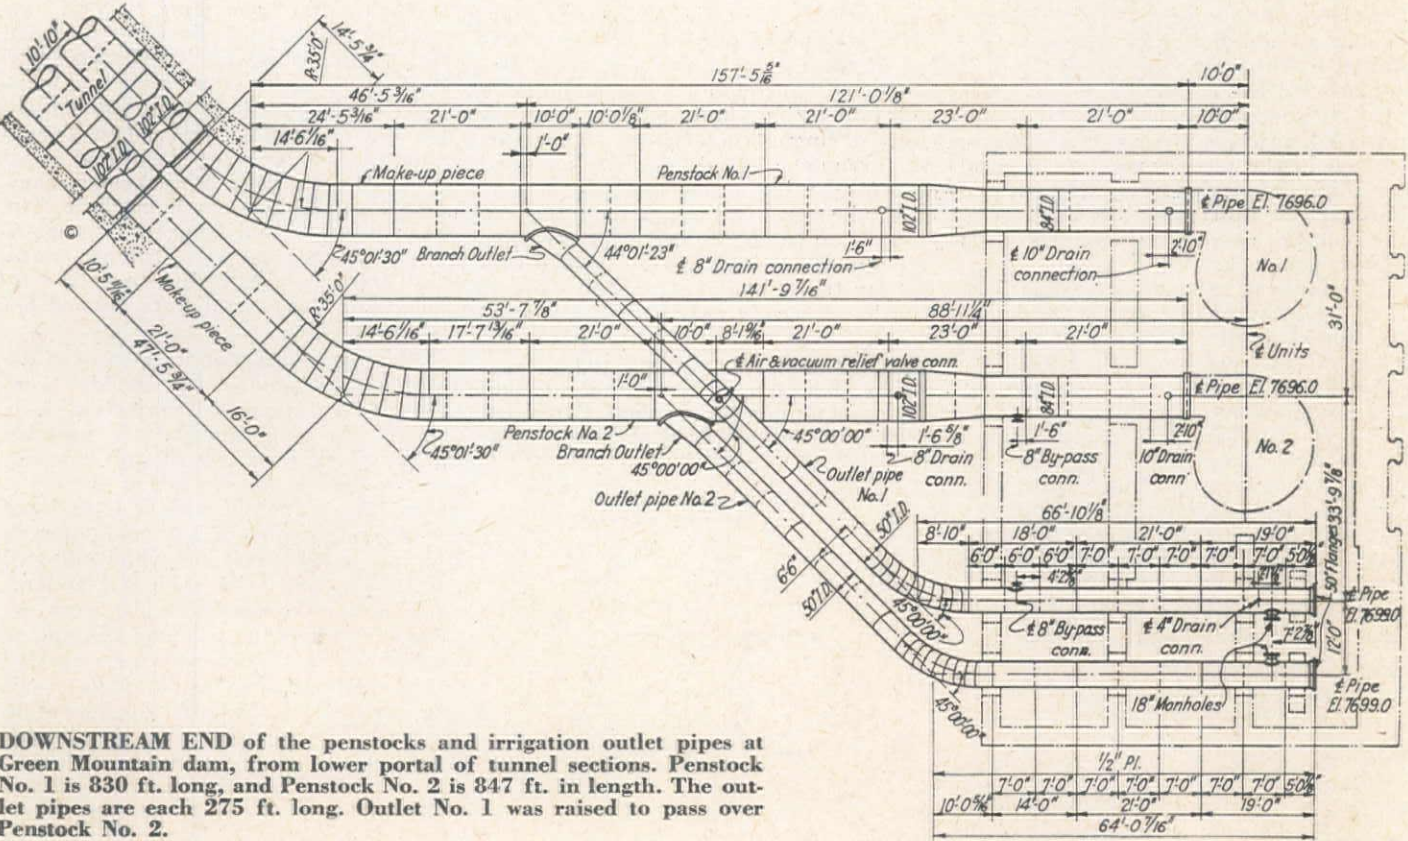 10'-10"
Tunnel
102" I.D.
102" I.D.
©
14'-5 3/4"
R-35'0"
157'-5 5/16"
10'-0"
46'-5 3/16"
121'-0 1/8"
24'-5 3/16"
21'-0"
10'-0"
10'-0 1/8"
21'-0"
21'-0"
23'-0"
21'-0"
10'-0"
14'-6 1/16"
1'-0"
Make-up piece
Penstock No.1
102" I.D.
84" I.D.
℄ Pipe El. 7696.0
45°01'30"
Branch Outlet
44°01'23"
1'-6"
℄ 8" Drain connection
℄ 10" Drain
connection
2'-10"
No.1
141'-9 7/16"
53'-7 7/8"
88'-11 1/4"
31'-0"
14'-6 1/16"
17'-7 13/16"
21'-0"
10'-0"
21'-0"
23'-0"
21'-0"
℄ Units
10'-5 11/16"
Make-up piece
R-35'-0"
21'-0"
47'-5 3/4"
16'-0"
℄ Air & vacuum relief valve conn.
1'-0"
102" I.D.
84" I.D.
℄ Pipe El. 7696.0
Penstock No. 2
Branch Outlet
45°01'30"
45°00'00"
45°00'00"
1'-6 5/8"
8" Drain
conn.
1'-6"
8" By-pass
conn.
2'-10"
10" Drain
conn
No. 2
Outlet pipe
No.1
Outlet pipe No.2
50" I.D.
6'6"
50" I.D.
66'-10 1/8"
8'-10"
18'-0"
21'-0"
19'-0"
6'-0"
6'-0"
6'-0"
7'-0"
7'-0"
7'-0"
7'-0"
7'-0"
33'-9 7/8"
50" Flanges
45°00'00"
℄ 8" By-pass
conn.
℄ 4" Drain
conn.
℄ Pipe
El. 7699.0
12'-0"
18" Manholes
45°00'00"
℄ Pipe
El. 7699.0
1/2" Pl.
7'-0"
7'-0"
7'-0"
7'-0"
7'-0"
7'-0"
7'-0"
14'-0"
21'-0"
19'-0"
64'-0 7/16"
DOWNSTREAM END of the penstocks and irrigation outlet pipes at
Green Mountain dam, from lower portal of tunnel sections. Penstock
No. 1 is 830 ft. long, and Penstock No. 2 is 847 ft. in length. The out-
let pipes are each 275 ft. long. Outlet No. 1 was raised to pass over
Penstock No. 2.